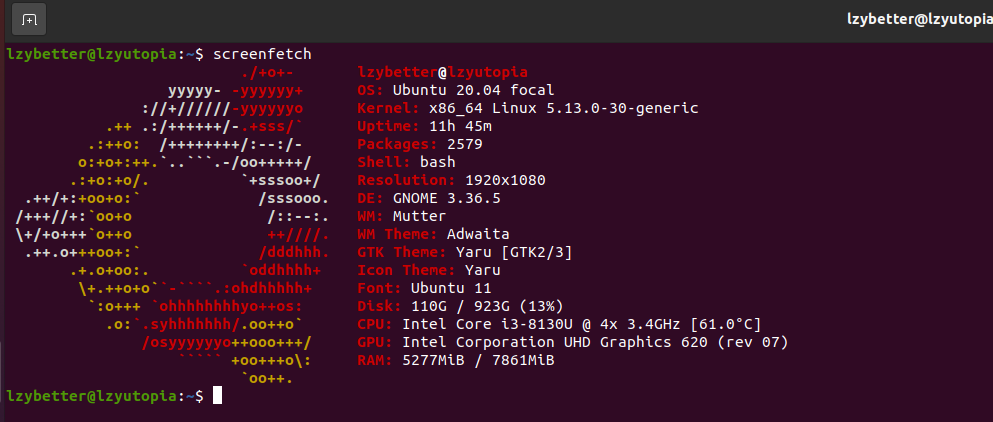 lzybetter@lzyutopia
lzybetter@lzyutopia:~$ screenfetch
./+o+-       lzybetter@lzyutopia
yyyyy- -yyyyyy+      OS: Ubuntu 20.04 focal
://+//////-yyyyyyo      Kernel: x86_64 Linux 5.13.0-30-generic
.++ .:/++++++/-.+sss/`      Uptime: 11h 45m
.:++o:  /++++++++/:--:/-      Packages: 2579
o:+o+:++.`..```.-/oo+++++/      Shell: bash
.:+o:+o/.          `+sssoo+/      Resolution: 1920x1080
.++/+:+oo+o:`             /sssooo.      DE: GNOME 3.36.5
/+++//+:`oo+o               /::--:.      WM: Mutter
\+/+o+++`o++o               ++////.      WM Theme: Adwaita
.++.o+++oo+:`             /dddhhh.      GTK Theme: Yaru [GTK2/3]
.+.o+oo:.          `oddhhhh+      Icon Theme: Yaru
\+.++o+o``-````.:ohdhhhhh+      Font: Ubuntu 11
`:o+++ `ohhhhhhhhyo++os:      Disk: 110G / 923G (13%)
.o:`.syhhhhhhh/.oo++o`      CPU: Intel Core i3-8130U @ 4x 3.4GHz [61.0°C]
/osyyyyyyo++ooo+++/      GPU: Intel Corporation UHD Graphics 620 (rev 07)
````` +oo+++o\:      RAM: 5277MiB / 7861MiB
`oo++.
lzybetter@lzyutopia:~$